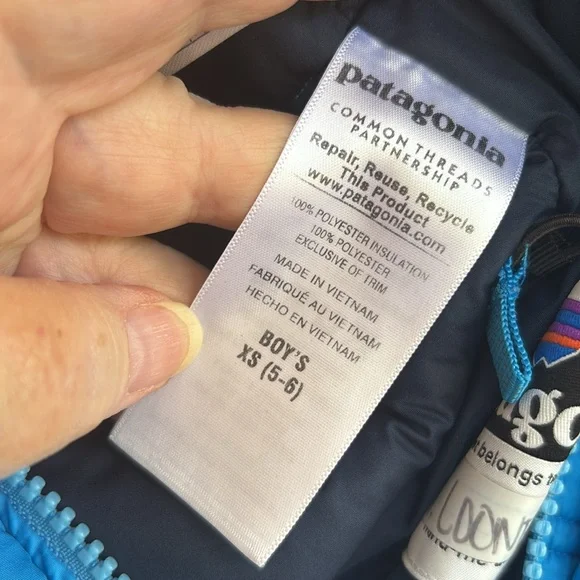 patagonia
COMMON THREADS
PARTNERSHIP
Repair, Reuse, Recycle
This Product
www.patagonia.com
100% POLYESTER INSULATION
100% POLYESTER
EXCLUSIVE OF TRIM
MADE IN VIETNAM
FABRIQUÉ AU VIETNAM
HECHO EN VIETNAM
BOY'S
XS (5-6)
belongs